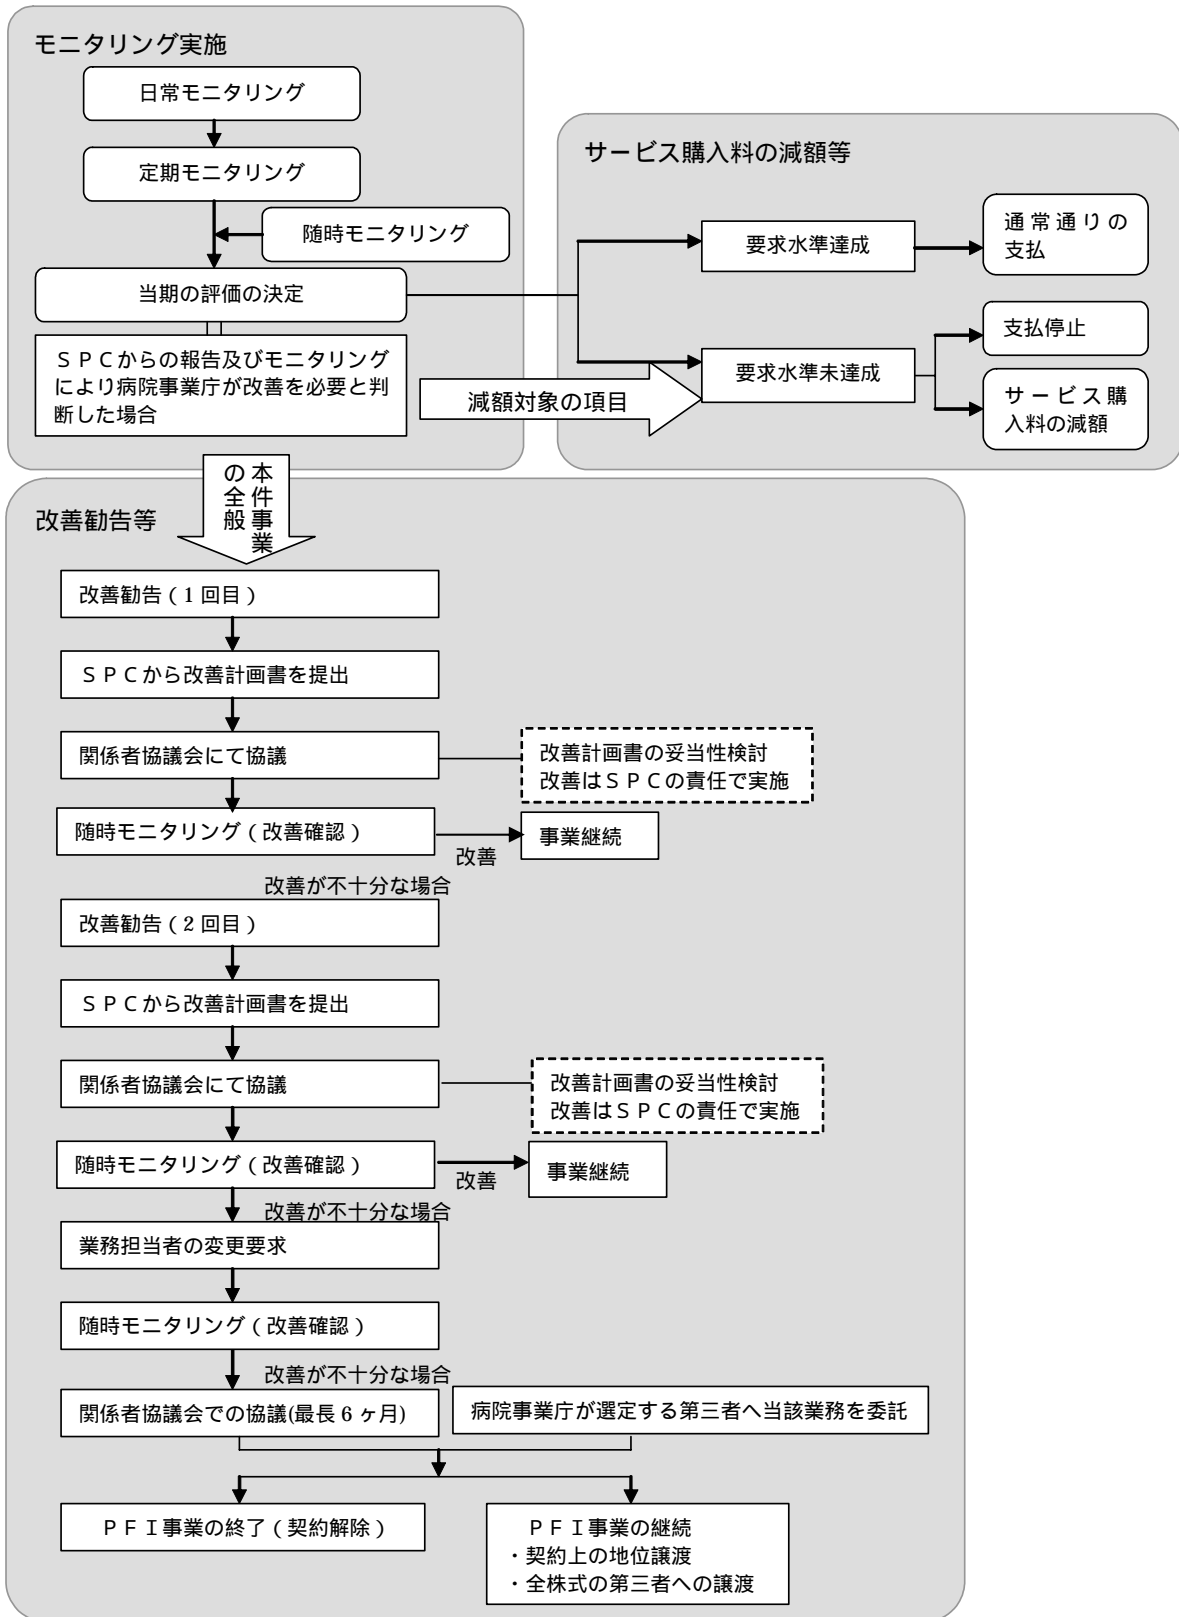 モニタリング実施
日常モニタリング
定期モニタリング
随時モニタリング
当期の評価の決定
ＳＰＣからの報告及びモニタリング
により病院事業庁が改善を必要と判
断した場合
サービス購入料の減額等
要求水準達成
通常通りの
支払
要求水準未達成
支払停止
サービス購
入料の減額
減額対象の項目
本件事業
の全般
改善勧告等
改善勧告（1 回目）
ＳＰＣから改善計画書を提出
関係者協議会にて協議
改善計画書の妥当性検討
改善はＳＰＣの責任で実施
随時モニタリング（改善確認）
改善
事業継続
改善が不十分な場合
改善勧告（2 回目）
ＳＰＣから改善計画書を提出
関係者協議会にて協議
改善計画書の妥当性検討
改善はＳＰＣの責任で実施
随時モニタリング（改善確認）
改善
事業継続
改善が不十分な場合
業務担当者の変更要求
随時モニタリング（改善確認）
改善が不十分な場合
関係者協議会での協議(最長 6 ヶ月)
病院事業庁が選定する第三者へ当該業務を委託
ＰＦＩ事業の終了（契約解除）
ＰＦＩ事業の継続
・契約上の地位譲渡
・全株式の第三者への譲渡